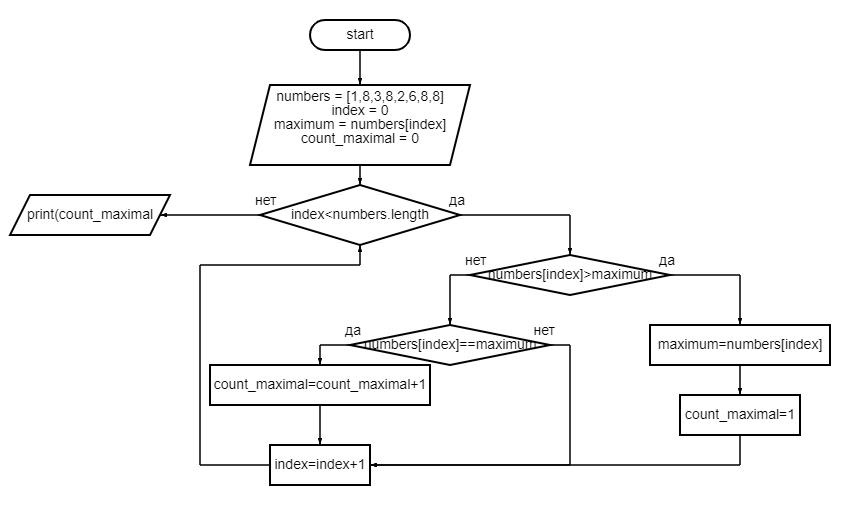 start
numbers = [1,8,3,8,2,6,8,8]
index = 0
maximum = numbers[index]
count_maximal = 0
нет
да
print(count_maximal
index<numbers.length
нет
да
numbers[index]>maximum
да
нет
numbers[index]==maximum
maximum=numbers[index]
count_maximal=count_maximal+1
count_maximal=1
index=index+1